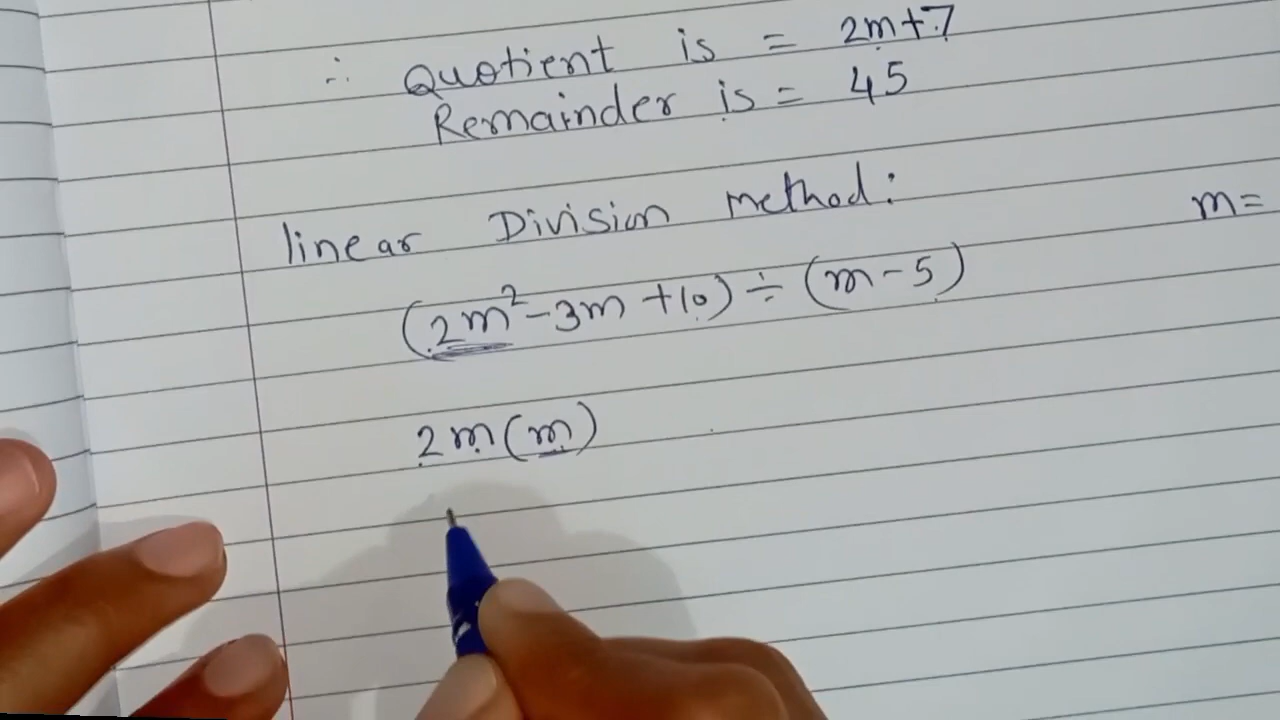 ∴ Quotient is = 2m+7
Remainder is = 45
linear Division method:
m=
(2m²-3m+10)÷(m-5)
2m(m)